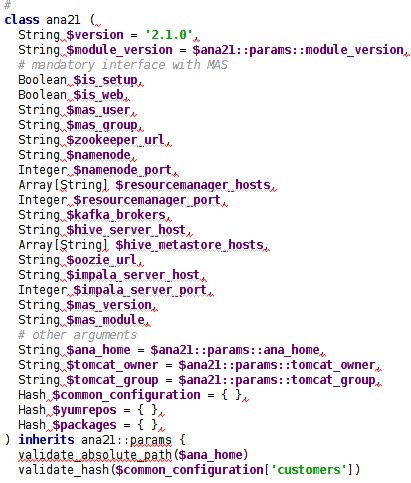 #
class ana21 (
  String $version = '2.1.0',
  String $module_version = $ana21::params::module_version,
  # mandatory interface with MAS
  Boolean $is_setup,
  Boolean $is_web,
  String $mas_user,
  String $mas_group,
  String $zookeeper_url,
  String $namenode,
  Integer $namenode_port,
  Array[String] $resourcemanager_hosts,
  Integer $resourcemanager_port,
  String $kafka_brokers,
  String $hive_server_host,
  Array[String] $hive_metastore_hosts,
  String $oozie_url,
  String $impala_server_host,
  Integer $impala_server_port,
  String $mas_version,
  String $mas_module,
  # other arguments
  String $ana_home = $ana21::params::ana_home,
  String $tomcat_owner = $ana21::params::tomcat_owner,
  String $tomcat_group = $ana21::params::tomcat_group,
  Hash $common_configuration = { },
  Hash $yumrepos = { },
  Hash $packages = { },
) inherits ana21::params {
  validate_absolute_path($ana_home)
  validate_hash($common_configuration['customers'])